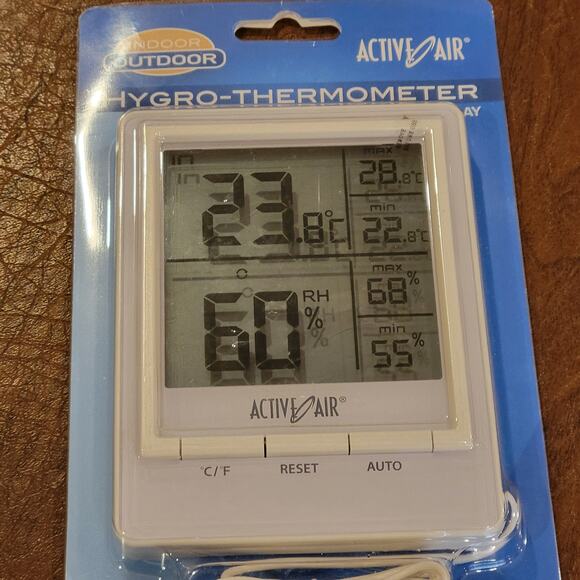 INDOOR
OUTDOOR
ACTIVE AIR®
HYGRO-THERMOMETER
AY
IN
23.8°C
max
28.8°C
min
22.8°C
60 RH %
max
68%
min
55%
ACTIVE AIR®
°C/°F RESET AUTO